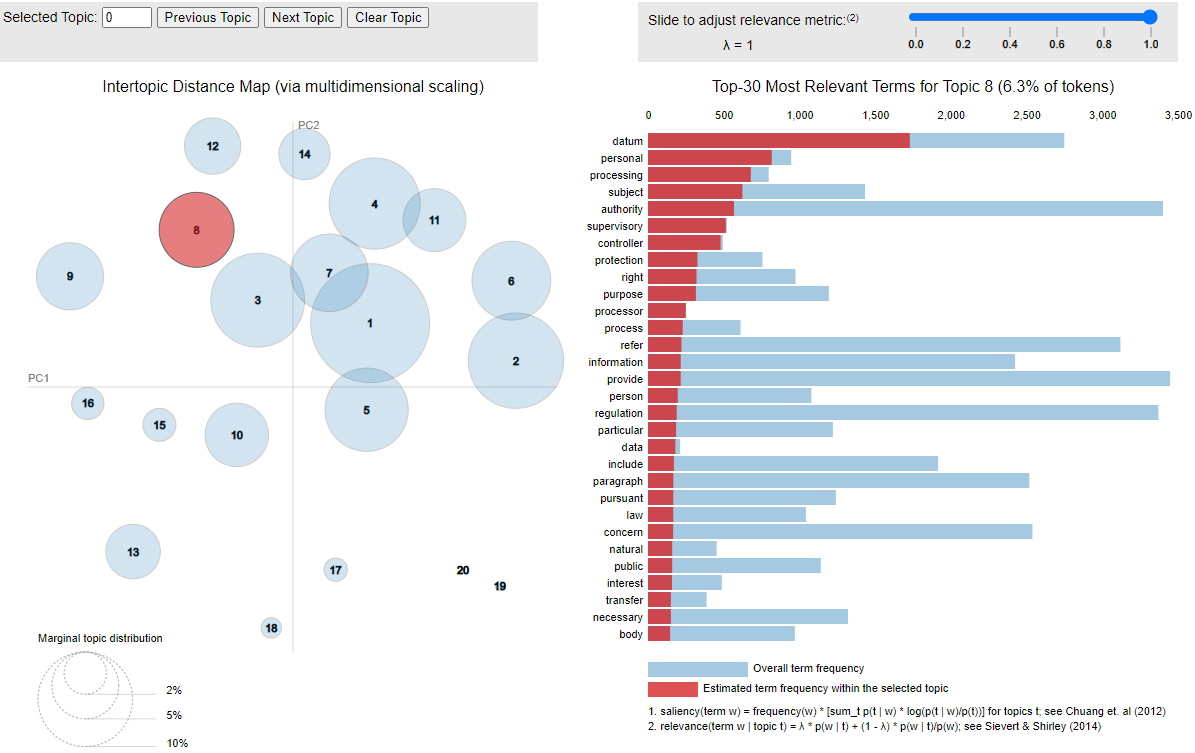 Selected Topic: 0 Previous Topic Next Topic Clear Topic
Slide to adjust relevance metric:(2)
λ = 1
0.0 0.2 0.4 0.6 0.8 1.0
Intertopic Distance Map (via multidimensional scaling)
PC2
PC1
12
14
4
11
8
9
7
6
3
1
2
16
5
15
10
13
17
20
19
18
Marginal topic distribution
2%
5%
10%
Top-30 Most Relevant Terms for Topic 8 (6.3% of tokens)
0 500 1,000 1,500 2,000 2,500 3,000 3,500
datum
personal
processing
subject
authority
supervisory
controller
protection
right
purpose
processor
process
refer
information
provide
person
regulation
particular
data
include
paragraph
pursuant
law
concern
natural
public
interest
transfer
necessary
body
Overall term frequency
Estimated term frequency within the selected topic
1. saliency(term w) = frequency(w) * [sum_t p(t | w) * log(p(t | w)/p(t))] for topics t; see Chuang et. al (2012)
2. relevance(term w | topic t) = λ * p(w | t) + (1 - λ) * p(w | t)/p(w); see Sievert & Shirley (2014)